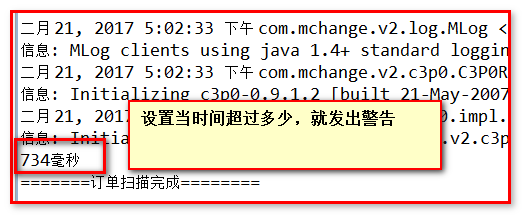 二月 21, 2017 5:02:33 下午 com.mchange.v2.log.MLog <
信息: MLog clients using java 1.4+ standard loggin
二月 21, 2017 5:02:33 下午 com.mchange.v2.c3p0.C3P0R
信息: Initializing c3p0-0.9.1.2 [built 21-May-2007
二月 21, 2017 0.impl.
设置当时间超过多少，就发出警告
信息: Initia .v2.c3p
734毫秒
=======订单扫描完成========